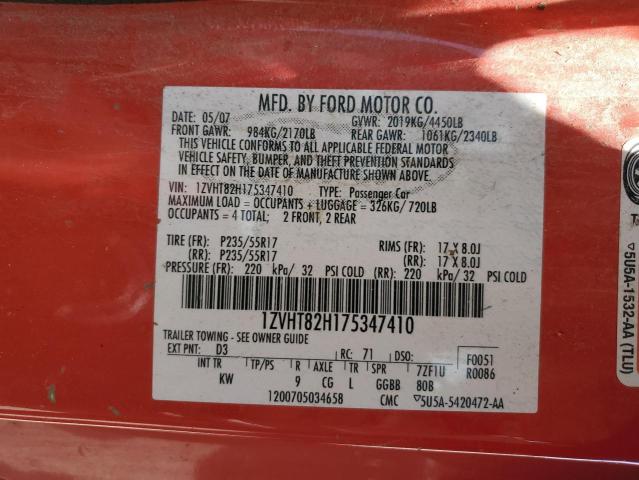 MFD. BY FORD MOTOR CO.
DATE: 05/07 GVWR: 2019KG/4450LB
FRONT GAWR: 984KG/2170LB REAR GAWR: 1061KG/2340LB
THIS VEHICLE CONFORMS TO ALL APPLICABLE FEDERAL MOTOR
VEHICLE SAFETY, BUMPER, AND THEFT PREVENTION STANDARDS
IN EFFECT ON THE DATE OF MANUFACTURE SHOWN ABOVE.
VIN: 1ZVHT82H175347410 TYPE: Passenger Car
MAXIMUM LOAD = OCCUPANTS + LUGGAGE = 326KG/720LB
OCCUPANTS = 4 TOTAL; 2 FRONT, 2 REAR
TIRE (FR): P235/55R17 RIMS (FR): 17 X 8.0J
(RR): P235/55R17 (RR): 17 X 8.0J
PRESSURE (FR): 220 kPa/ 32 PSI COLD (RR): 220 kPa/ 32 PSI COLD
1ZVHT82H175347410
TRAILER TOWING - SEE OWNER GUIDE
EXT PNT: D3 RC: 71 DSO: F0051
INT TR TP/PS R AXLE TR SPR 7ZF1U R0086
KW 9 CG L GGBB 80B
1200705034658 CMC ▽5U5A-5420472-AA
▽5U5A-1532-AA (TLU)